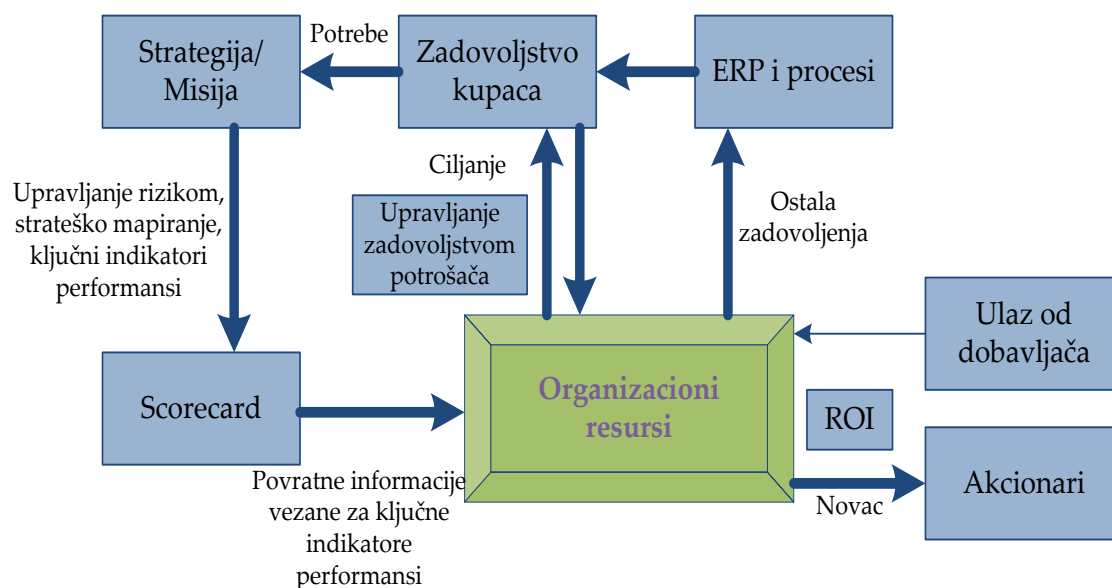 Strategija/
Misija
Potrebe
Zadovoljstvo
kupaca
ERP i procesi
Upravljanje rizikom,
strateško mapiranje,
ključni indikatori
performansi
Ciljanje
Upravljanje
zadovoljstvom
potrošača
Ostala
zadovoljenja
Scorecard
Organizacioni
resursi
Ulaz od
dobavljača
ROI
Povratne informacije
vezane za ključne
indikatore
performansi
Novac
Akcionari